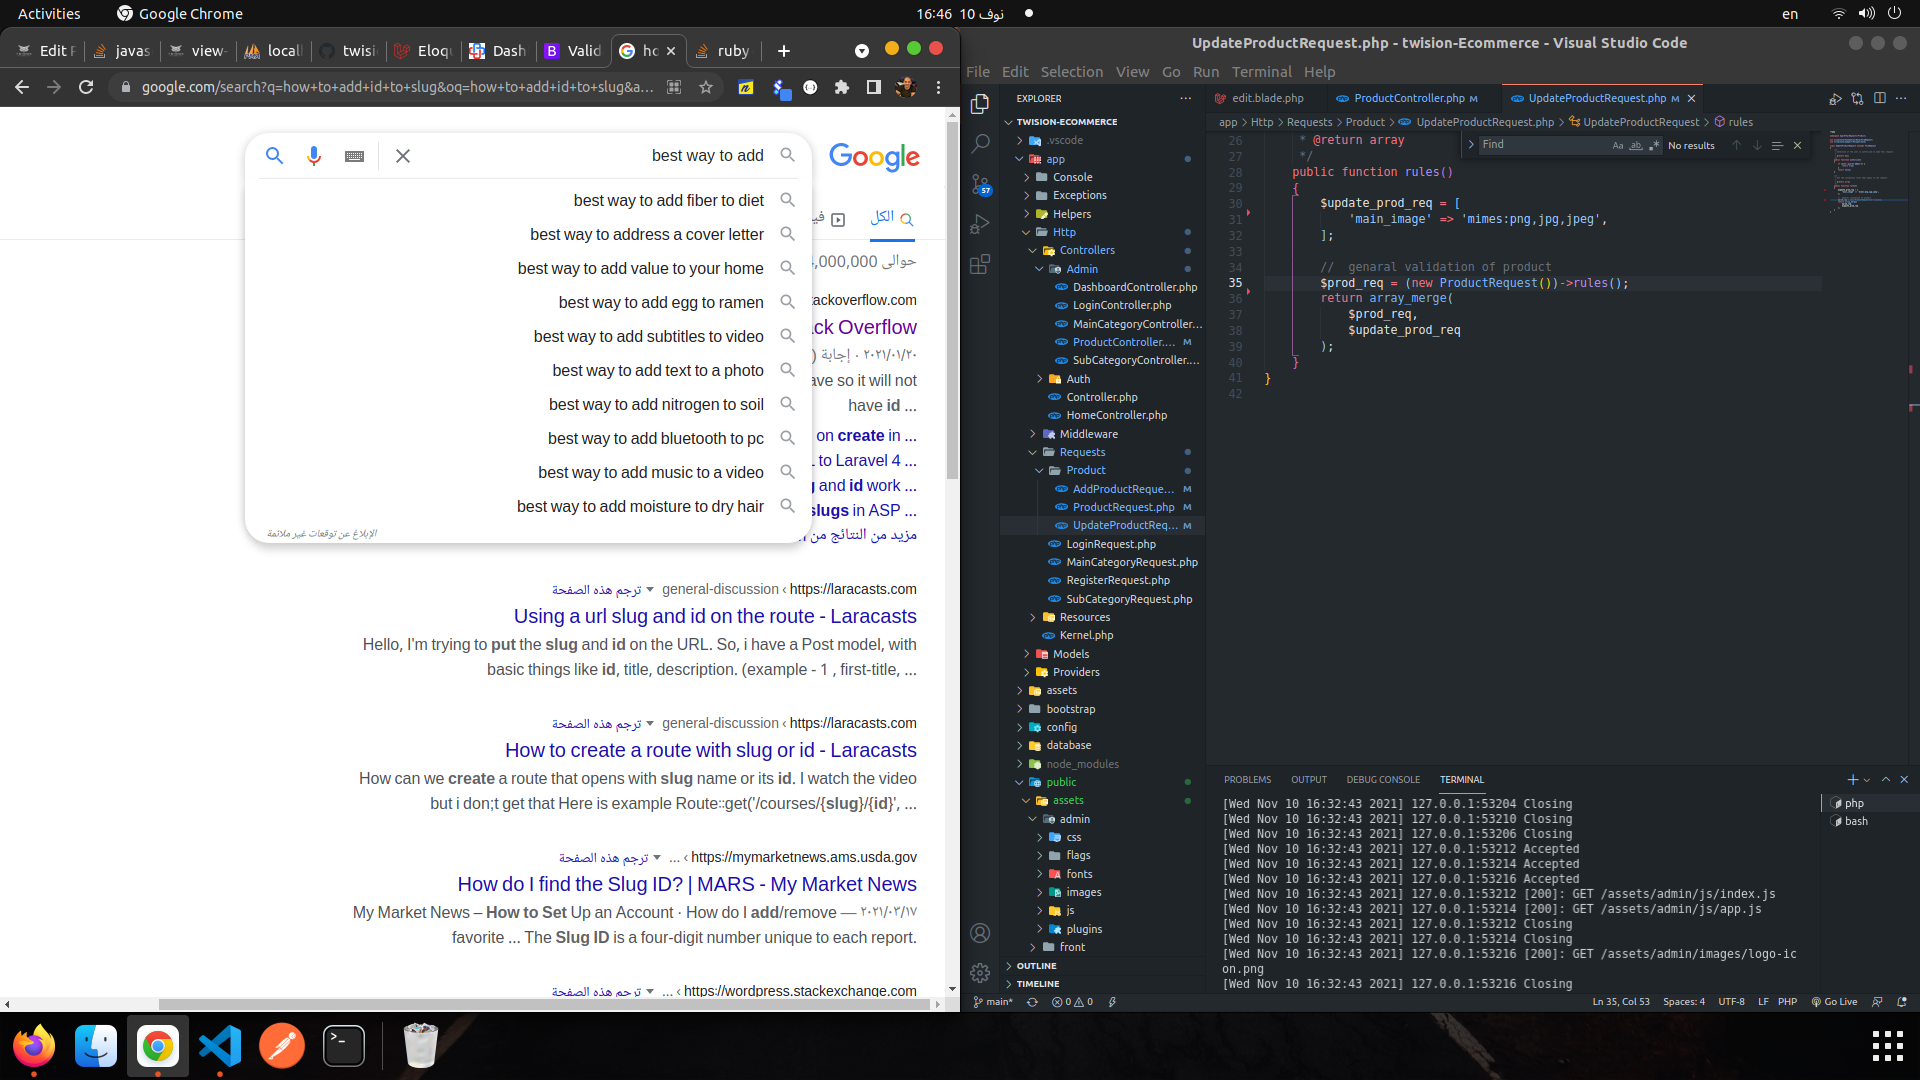 Activities
Google Chrome
16:46 10 نوف
en
Edit P
javas
view-
locall
twisi
Eloqu
Dash
Valid
ho
ruby
google.com/search?q=how+to+add+id+to+slug&oq=how+to+add+id+to+slug&a...
best way to add
Google
best way to add fiber to diet
best way to address a cover letter
best way to add value to your home
best way to add egg to ramen
best way to add subtitles to video
best way to add text to a photo
best way to add nitrogen to soil
best way to add bluetooth to pc
best way to add music to a video
best way to add moisture to dry hair
الإبلاغ عن توقعات غير ملائمة
الكل
في
حوالى
,000,000
tackoverflow.com
ck Overflow
٢٠٢١/٠١/٢٠ · إجابة (
ave so it will not
have id ...
on create in ...
L to Laravel 4 ...
g and id work ...
slugs in ASP ...
مزيد من النتائج من
https://laracasts.com › general-discussion ترجم هذه الصفحة
Using a url slug and id on the route - Laracasts
Hello, I'm trying to put the slug and id on the URL. So, i have a Post model, with
basic things like id, title, description. (example - 1 , first-title, ...
https://laracasts.com › general-discussion ترجم هذه الصفحة
How to create a route with slug or id - Laracasts
How can we create a route that opens with slug name or its id. I watch the video
but i don;t get that Here is example Route::get('/courses/{slug}/{id}', ...
https://mymarketnews.ams.usda.gov › ... ترجم هذه الصفحة
How do I find the Slug ID? | MARS - My Market News
My Market News – How to Set Up an Account · How do I add/remove — ٢٠٢١/٠٣/١٧
favorite ... The Slug ID is a four-digit number unique to each report.
https://wordpress.stackexchange.com › ... ترجم هذه الصفحة
UpdateProductRequest.php - twision-Ecommerce - Visual Studio Code
File Edit Selection View Go Run Terminal Help
EXPLORER
57
TWISION-ECOMMERCE
.vscode
app
Console
Exceptions
Helpers
Http
Controllers
Admin
DashboardController.php
LoginController.php
MainCategoryController...
ProductController.... M
SubCategoryController....
Auth
Controller.php
HomeController.php
Middleware
Requests
Product
AddProductReque... M
ProductRequest.php M
UpdateProductReq... M
LoginRequest.php
MainCategoryRequest.php
RegisterRequest.php
SubCategoryRequest.php
Resources
Kernel.php
Models
Providers
assets
bootstrap
config
database
node_modules
public
assets
admin
css
flags
fonts
images
js
plugins
front
OUTLINE
TIMELINE
edit.blade.php
ProductController.php M
UpdateProductRequest.php M
app > Http > Requests > Product > UpdateProductRequest.php > UpdateProductRequest > rules
Find
Aa
ab
No results
26 * @return array
27 */
28 public function rules()
29 {
30 $update_prod_req = [
31 'main_image' => 'mimes:png,jpg,jpeg',
32 ];
33
34 // genaral validation of product
35 $prod_req = (new ProductRequest())->rules();
36 return array_merge(
37 $prod_req,
38 $update_prod_req
39 );
40 }
41 }
42
PROBLEMS OUTPUT DEBUG CONSOLE TERMINAL
[Wed Nov 10 16:32:43 2021] 127.0.0.1:53204 Closing
[Wed Nov 10 16:32:43 2021] 127.0.0.1:53210 Closing
[Wed Nov 10 16:32:43 2021] 127.0.0.1:53206 Closing
[Wed Nov 10 16:32:43 2021] 127.0.0.1:53212 Accepted
[Wed Nov 10 16:32:43 2021] 127.0.0.1:53214 Accepted
[Wed Nov 10 16:32:43 2021] 127.0.0.1:53216 Accepted
[Wed Nov 10 16:32:43 2021] 127.0.0.1:53212 [200]: GET /assets/admin/js/index.js
[Wed Nov 10 16:32:43 2021] 127.0.0.1:53214 [200]: GET /assets/admin/js/app.js
[Wed Nov 10 16:32:43 2021] 127.0.0.1:53212 Closing
[Wed Nov 10 16:32:43 2021] 127.0.0.1:53214 Closing
[Wed Nov 10 16:32:43 2021] 127.0.0.1:53216 [200]: GET /assets/admin/images/logo-ic
on.png
[Wed Nov 10 16:32:43 2021] 127.0.0.1:53216 Closing
php
bash
main*
0 0
Ln 35, Col 53 Spaces: 4 UTF-8 LF PHP Go Live